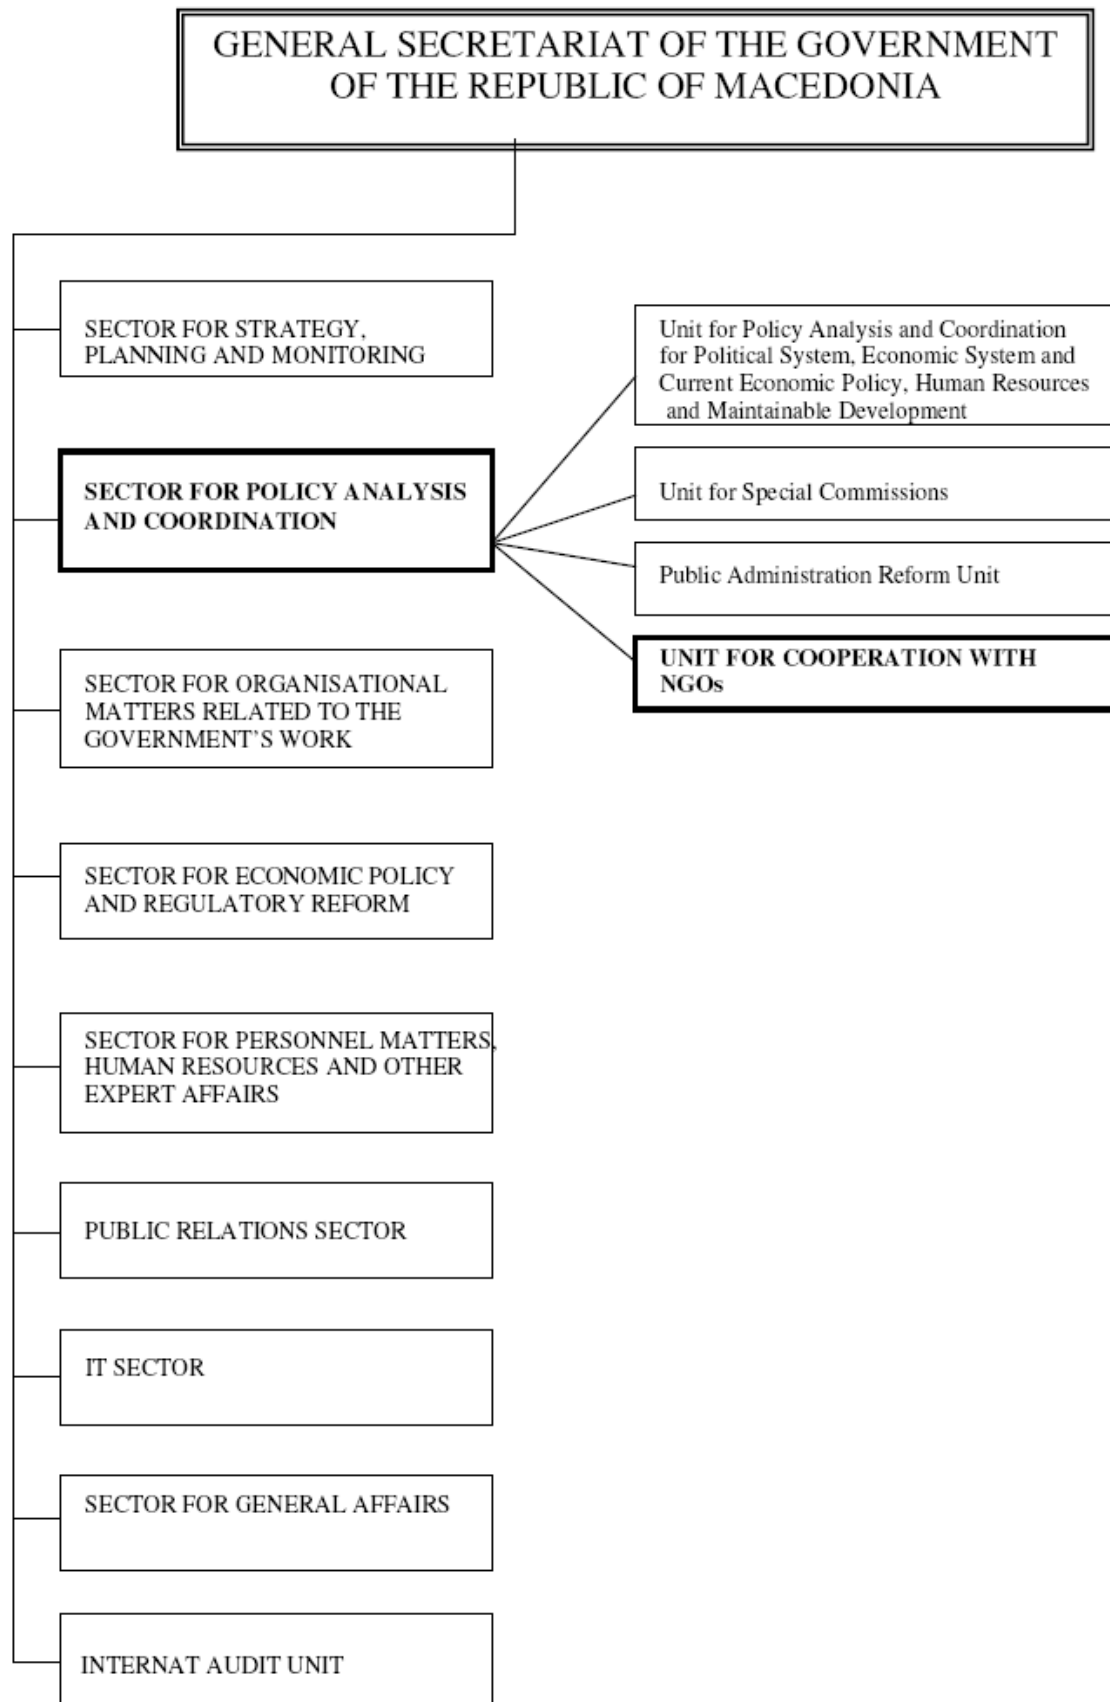 GENERAL SECRETARIAT OF THE GOVERNMENT
OF THE REPUBLIC OF MACEDONIA
SECTOR FOR STRATEGY,
PLANNING AND MONITORING
SECTOR FOR POLICY ANALYSIS
AND COORDINATION
Unit for Policy Analysis and Coordination
for Political System, Economic System and
Current Economic Policy, Human Resources
and Maintainable Development
Unit for Special Commissions
Public Administration Reform Unit
UNIT FOR COOPERATION WITH
NGOs
SECTOR FOR ORGANISATIONAL
MATTERS RELATED TO THE
GOVERNMENT'S WORK
SECTOR FOR ECONOMIC POLICY
AND REGULATORY REFORM
SECTOR FOR PERSONNEL MATTERS,
HUMAN RESOURCES AND OTHER
EXPERT AFFAIRS
PUBLIC RELATIONS SECTOR
IT SECTOR
SECTOR FOR GENERAL AFFAIRS
INTERNAT AUDIT UNIT